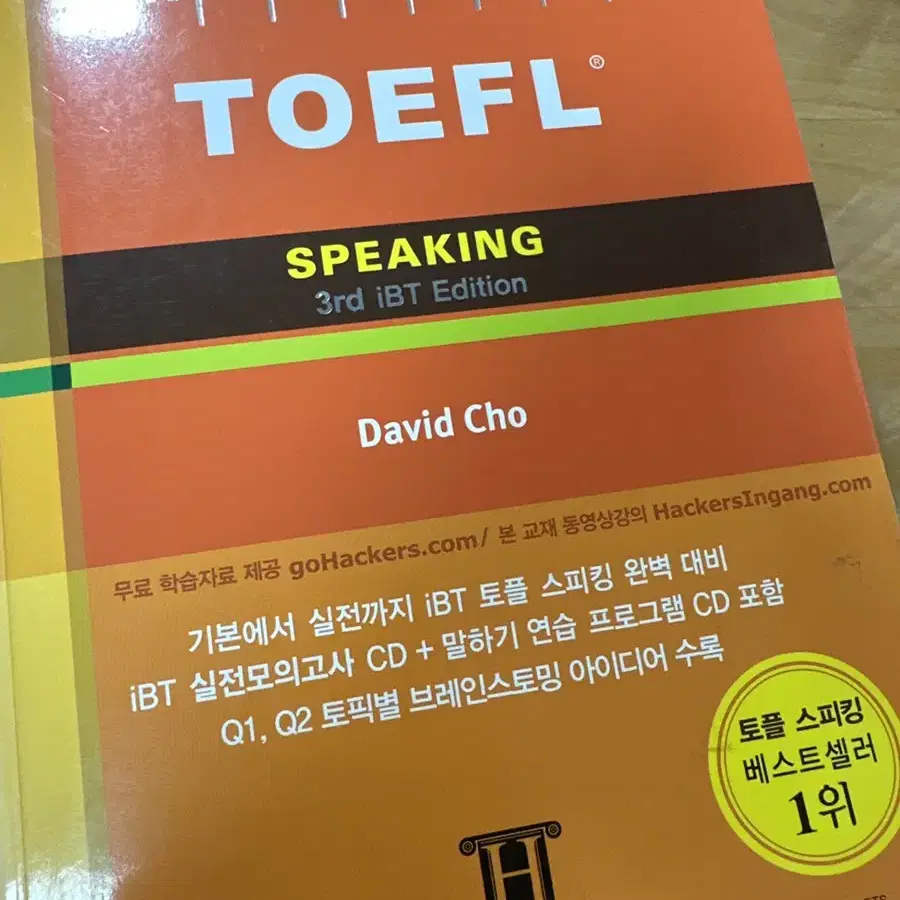 TOEFL®
SPEAKING
3rd iBT Edition
David Cho
무료 학습자료 제공 goHackers.com / 본 교재 동영상강의 HackersIngang.com
기본에서 실전까지 iBT 토플 스피킹 완벽 대비
iBT 실전모의고사 CD + 말하기 연습 프로그램 CD 포함
Q1, Q2 토픽별 브레인스토밍 아이디어 수록
토플 스피킹
베스트셀러
1위
H